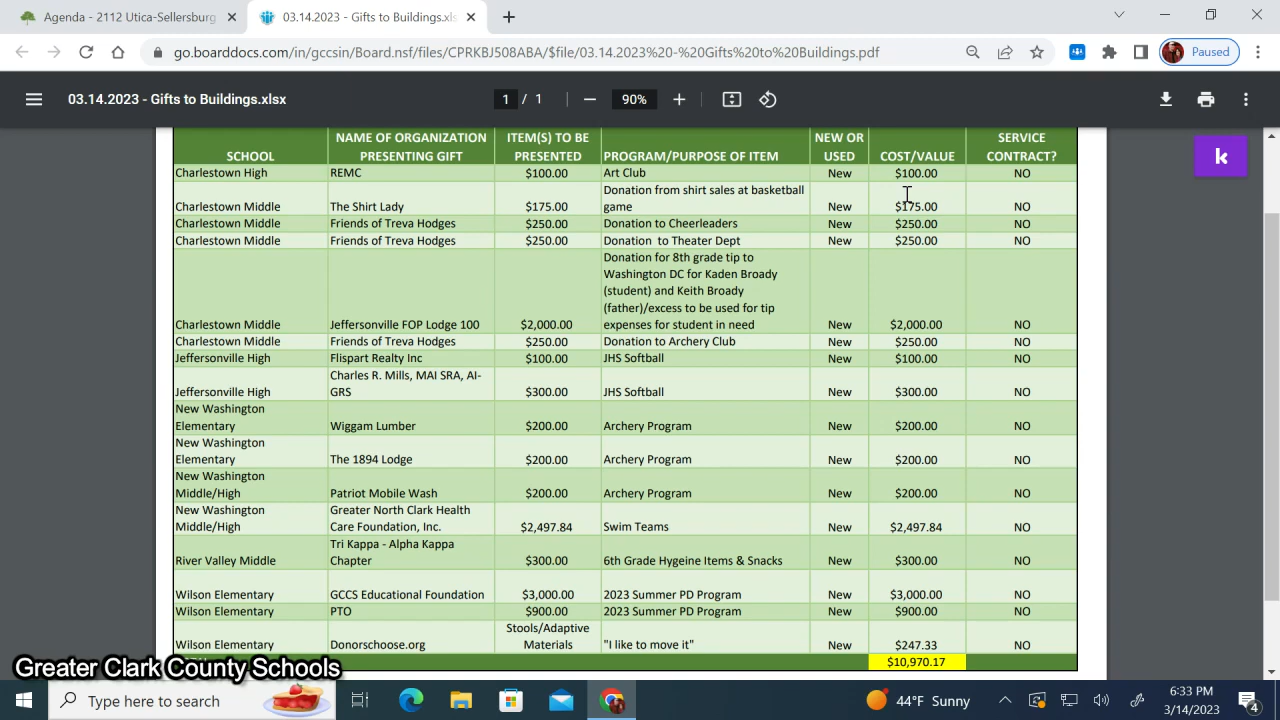 Agenda - 2112 Utica-Sellersburg
03.14.2023 - Gifts to Buildings.xls
go.boarddocs.com/in/gccsin/Board.nsf/files/CPRKBJ508ABA/$file/03.14.2023%20-%20Gifts%20to%20Buildings.pdf
Paused
03.14.2023 - Gifts to Buildings.xlsx
1 / 1
90%
k
SCHOOL NAME OF ORGANIZATION PRESENTING GIFT ITEM(S) TO BE PRESENTED PROGRAM/PURPOSE OF ITEM NEW OR USED COST/VALUE SERVICE CONTRACT?
Charlestown High REMC $100.00 Art Club New $100.00 NO
Donation from shirt sales at basketball
Charlestown Middle The Shirt Lady $175.00 game New $175.00 NO
Charlestown Middle Friends of Treva Hodges $250.00 Donation to Cheerleaders New $250.00 NO
Charlestown Middle Friends of Treva Hodges $250.00 Donation to Theater Dept New $250.00 NO
Donation for 8th grade tip to
Washington DC for Kaden Broady
(student) and Keith Broady
(father)/excess to be used for tip
Charlestown Middle Jeffersonville FOP Lodge 100 $2,000.00 expenses for student in need New $2,000.00 NO
Charlestown Middle Friends of Treva Hodges $250.00 Donation to Archery Club New $250.00 NO
Jeffersonville High Flispart Realty Inc $100.00 JHS Softball New $100.00 NO
Charles R. Mills, MAI SRA, AI-
Jeffersonville High GRS $300.00 JHS Softball New $300.00 NO
New Washington
Elementary Wiggam Lumber $200.00 Archery Program New $200.00 NO
New Washington
Elementary The 1894 Lodge $200.00 Archery Program New $200.00 NO
New Washington
Middle/High Patriot Mobile Wash $200.00 Archery Program New $200.00 NO
New Washington Greater North Clark Health
Middle/High Care Foundation, Inc. $2,497.84 Swim Teams New $2,497.84 NO
Tri Kappa - Alpha Kappa
River Valley Middle Chapter $300.00 6th Grade Hygeine Items & Snacks New $300.00 NO
Wilson Elementary GCCS Educational Foundation $3,000.00 2023 Summer PD Program New $3,000.00 NO
Wilson Elementary PTO $900.00 2023 Summer PD Program New $900.00 NO
Stools/Adaptive
Wilson Elementary Donorschoose.org Materials "I like to move it" New $247.33 NO
$10,970.17
Greater Clark County Schools
Type here to search
44°F Sunny
6:33 PM
3/14/2023
4